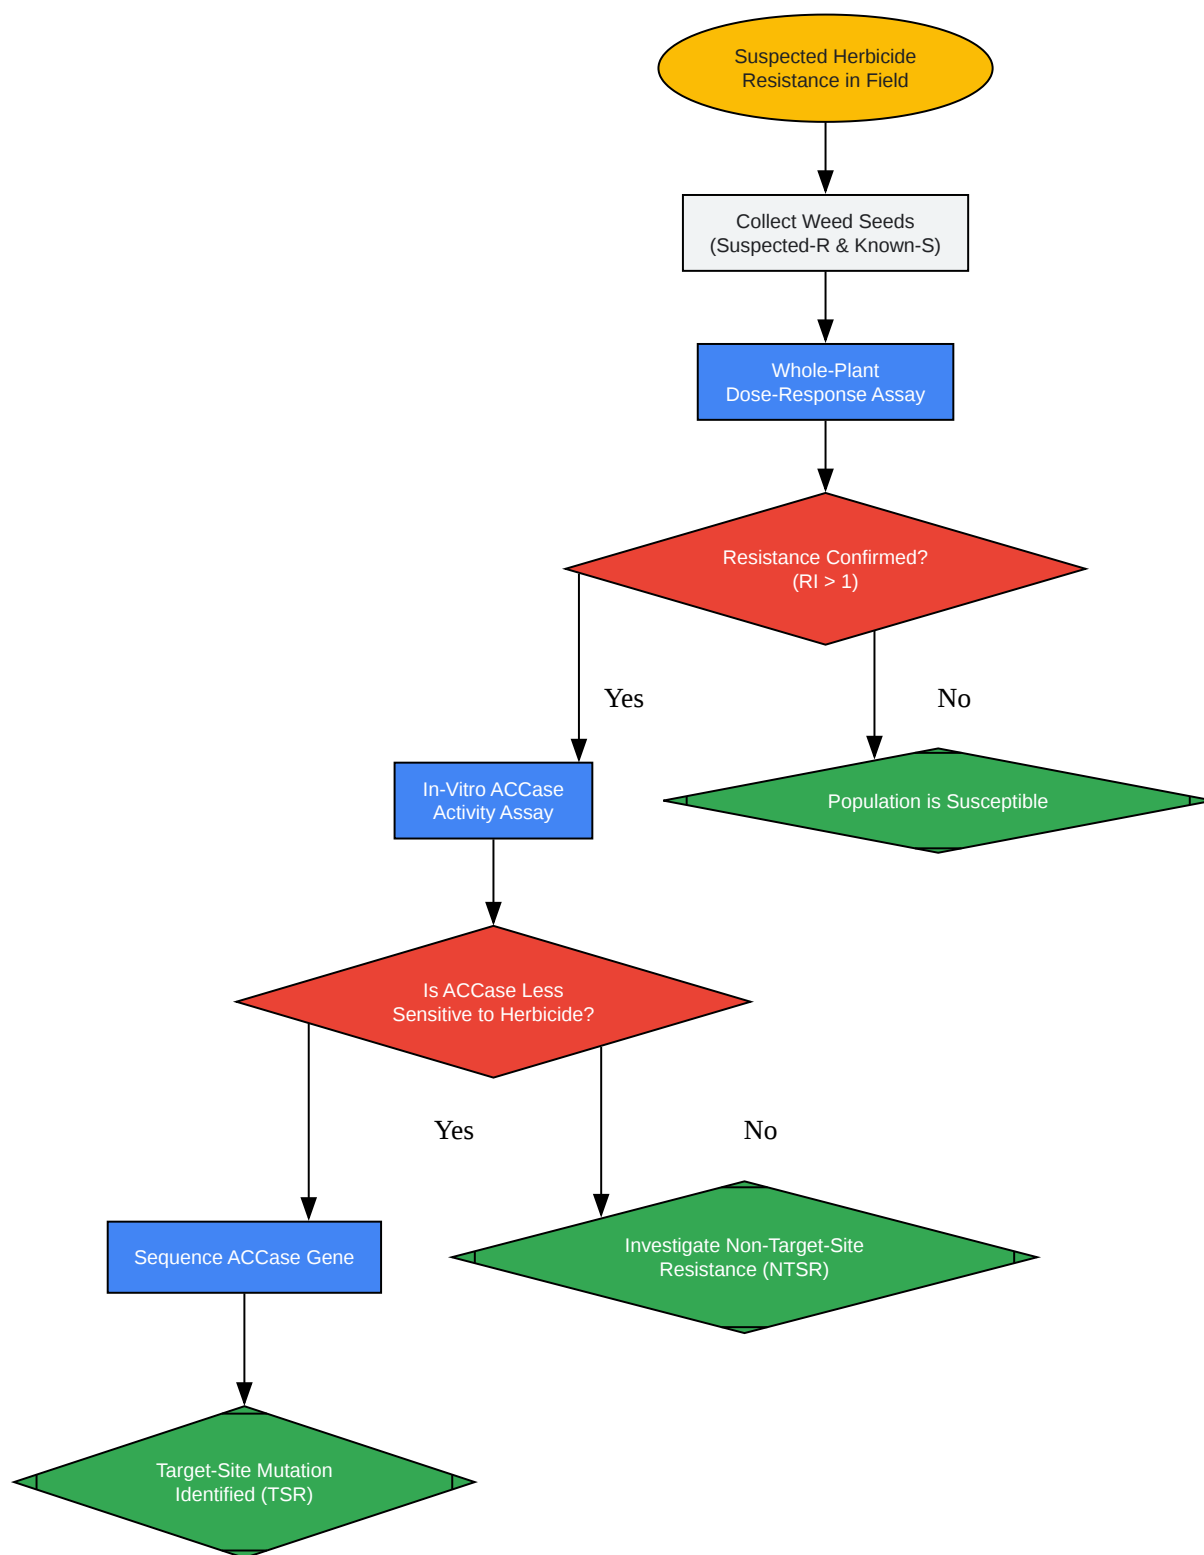 Suspected Herbicide
Resistance in Field
Collect Weed Seeds
(Suspected-R & Known-S)
Whole-Plant
Dose-Response Assay
Resistance Confirmed?
(RI > 1)
Yes
No
In-Vitro ACCase
Activity Assay
Population is Susceptible
Is ACCase Less
Sensitive to Herbicide?
Yes
No
Sequence ACCase Gene
Investigate Non-Target-Site
Resistance (NTSR)
Target-Site Mutation
Identified (TSR)